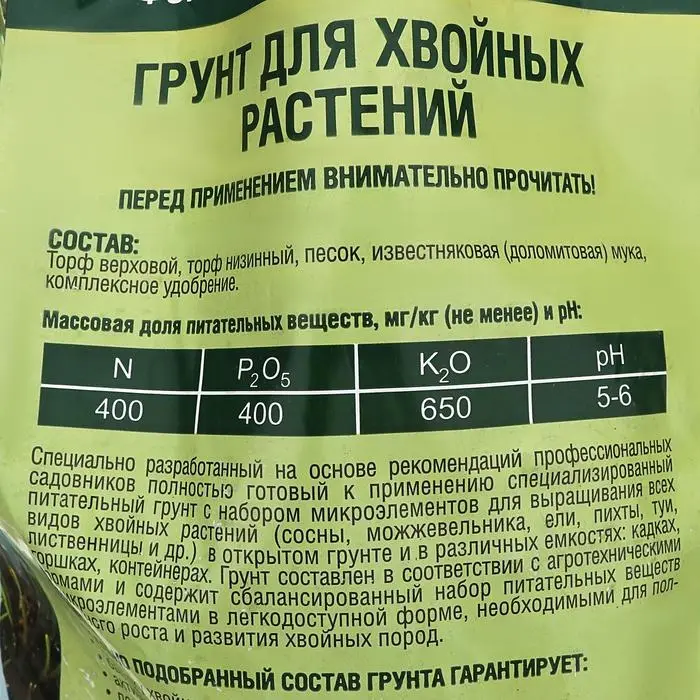 ГРУНТ ДЛЯ ХВОЙНЫХ
РАСТЕНИЙ
ПЕРЕД ПРИМЕНЕНИЕМ ВНИМАТЕЛЬНО ПРОЧИТАТЬ!
СОСТАВ:
Торф верховой, торф низинный, песок, известняковая (доломитовая) мука,
комплексное удобрение.
Массовая доля питательных веществ, мг/кг (не менее) и pH:
N P₂O₅ K₂O pH
400 400 650 5-6
Специально разработанный на основе рекомендаций профессиональных
садовников полностью готовый к применению специализированный
питательный грунт с набором микроэлементов для выращивания всех
видов хвойных растений (сосны, можжевельника, ели, пихты, туи,
лиственницы и др.) в открытом грунте и в различных емкостях: кадках,
горшках, контейнерах. Грунт составлен в соответствии с агротехническими
и содержит сбалансированный набор питательных веществ
в легкодоступной форме, необходимыми для пол-
роста и развития хвойных пород.
ПОДОБРАННЫЙ СОСТАВ ГРУНТА ГАРАНТИРУЕТ: